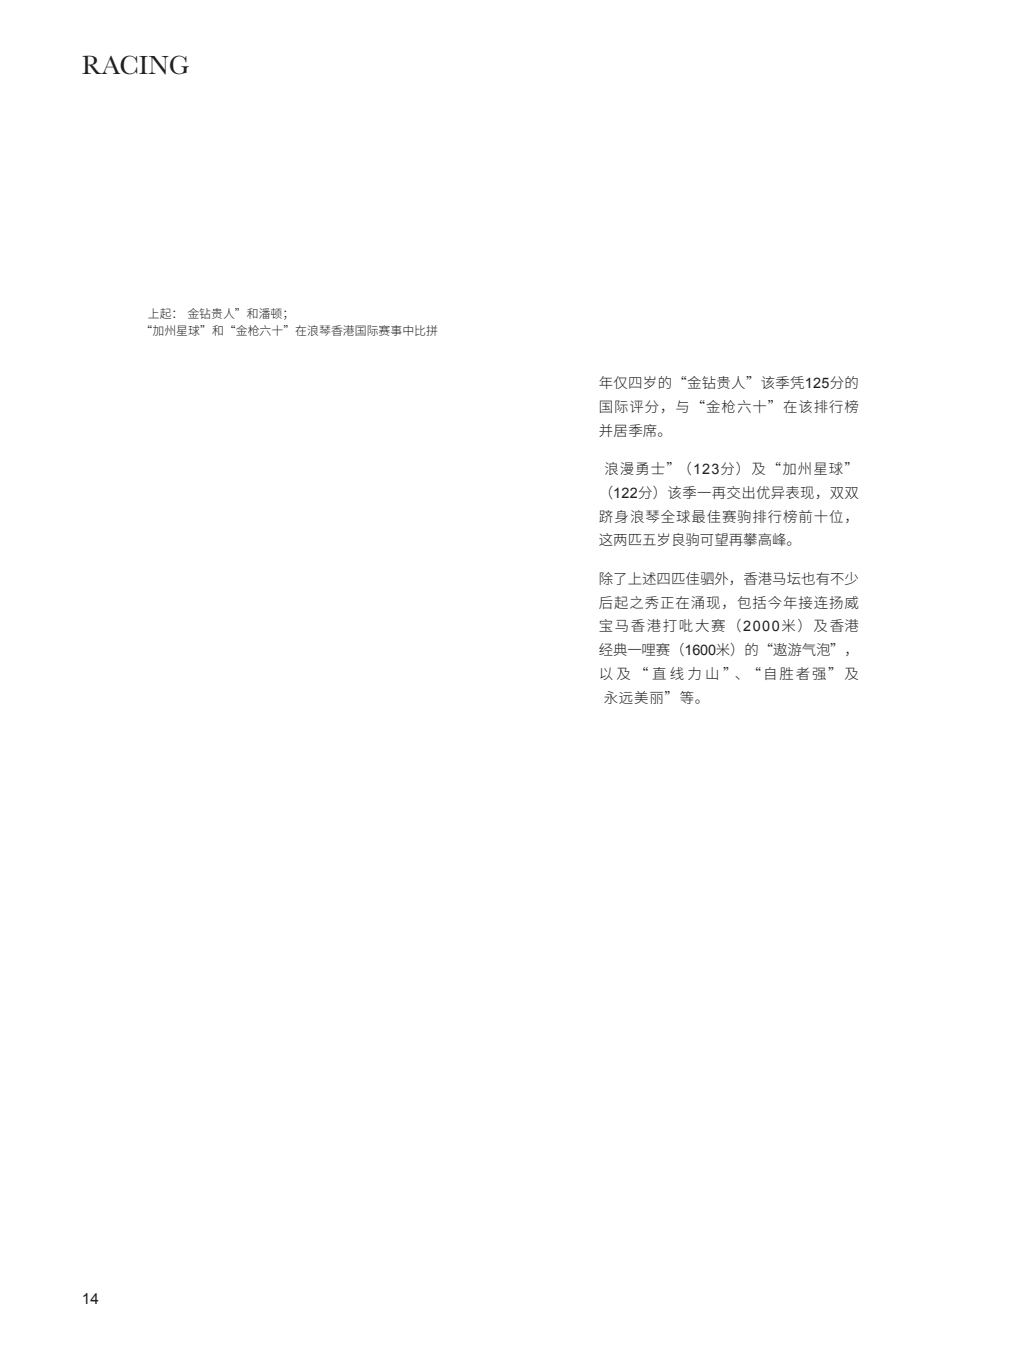 RACING
上起： 金钻贵人”和潘顿；
“加州星球”和“金枪六十”在浪琴香港国际赛事中比拼
年仅四岁的“金钻贵人”该季凭125分的
国际评分，与“金枪六十”在该排行榜
并居季席。
浪漫勇士”（123分）及“加州星球”
（122分）该季一再交出优异表现，双双
跻身浪琴全球最佳赛驹排行榜前十位，
这两匹五岁良驹可望再攀高峰。
除了上述四匹佳驷外，香港马坛也有不少
后起之秀正在涌现，包括今年接连扬威
宝马香港打吡大赛（2000米）及香港
经典一哩赛（1600米）的“遨游气泡”，
以及“直线力山”、“自胜者强”及
永远美丽”等。
14